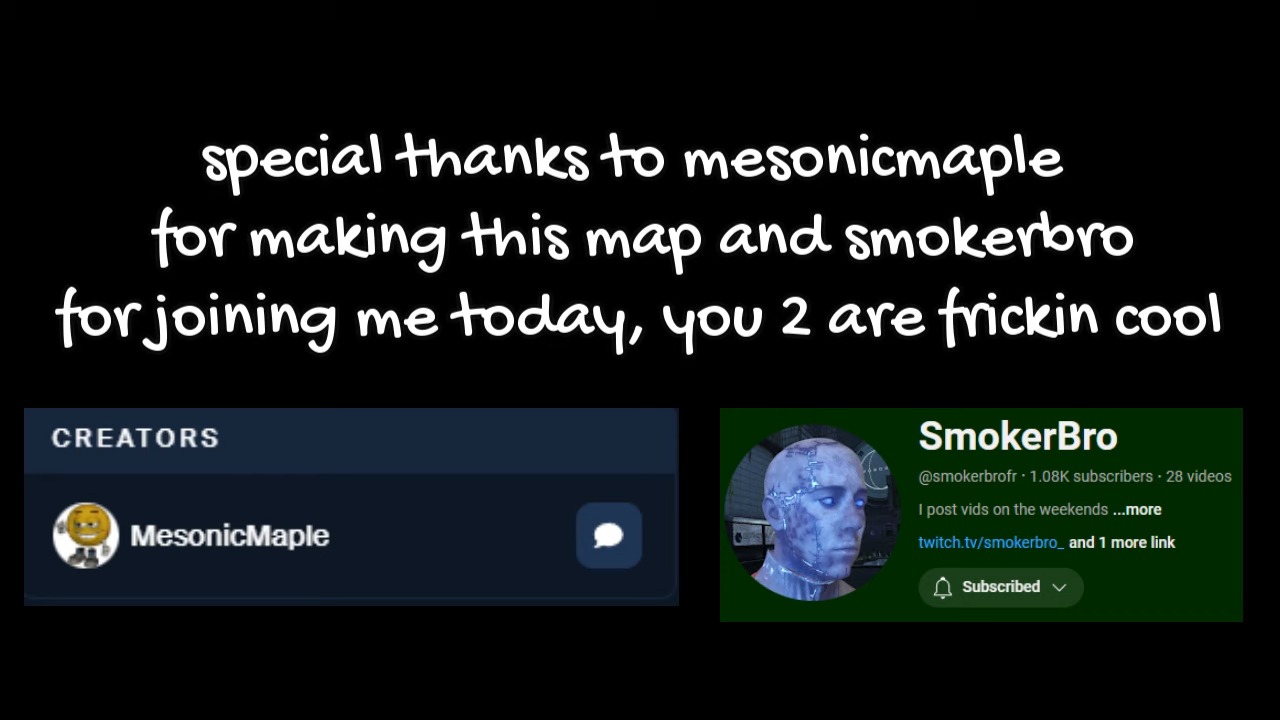 special thanks to mesonicmaple
for making this map and smokerbro
for joining me today, you 2 are frickin cool
CREATORS
MesonicMaple
SmokerBro
@smokerbrofr · 1.08K subscribers · 28 videos
I post vids on the weekends ...more
twitch.tv/smokerbro_ and 1 more link
Subscribed